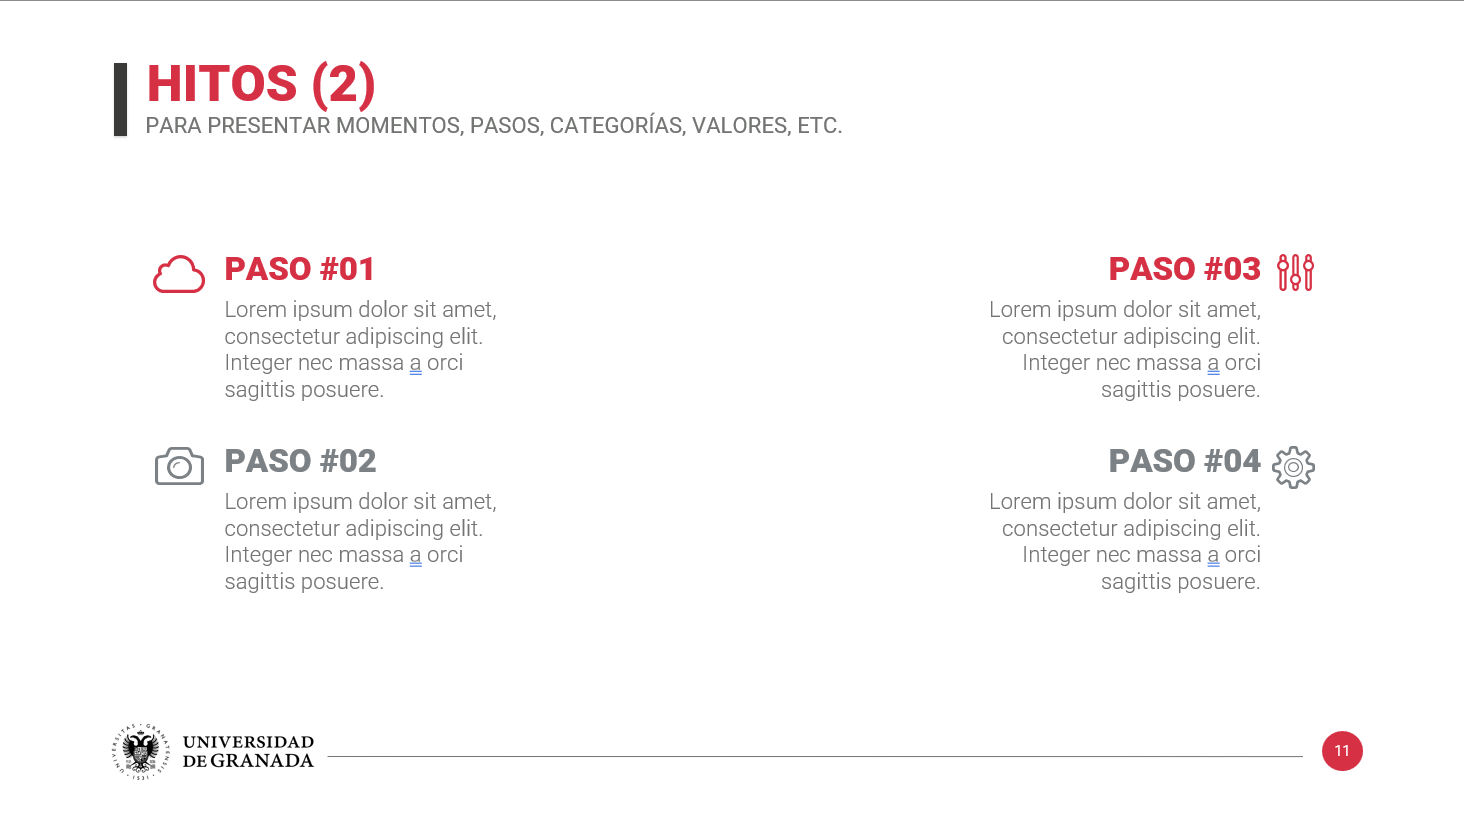 HITOS (2)
PARA PRESENTAR MOMENTOS, PASOS, CATEGORÍAS, VALORES, ETC.
PASO #01
Lorem ipsum dolor sit amet,
consectetur adipiscing elit.
Integer nec massa a orci
sagittis posuere.
PASO #02
Lorem ipsum dolor sit amet,
consectetur adipiscing elit.
Integer nec massa a orci
sagittis posuere.
PASO #03
Lorem ipsum dolor sit amet,
consectetur adipiscing elit.
Integer nec massa a orci
sagittis posuere.
PASO #04
Lorem ipsum dolor sit amet,
consectetur adipiscing elit.
Integer nec massa a orci
sagittis posuere.
UNIVERSITAS · GRANATENSIS · 1531 ·
UNIVERSIDAD
DE GRANADA
11